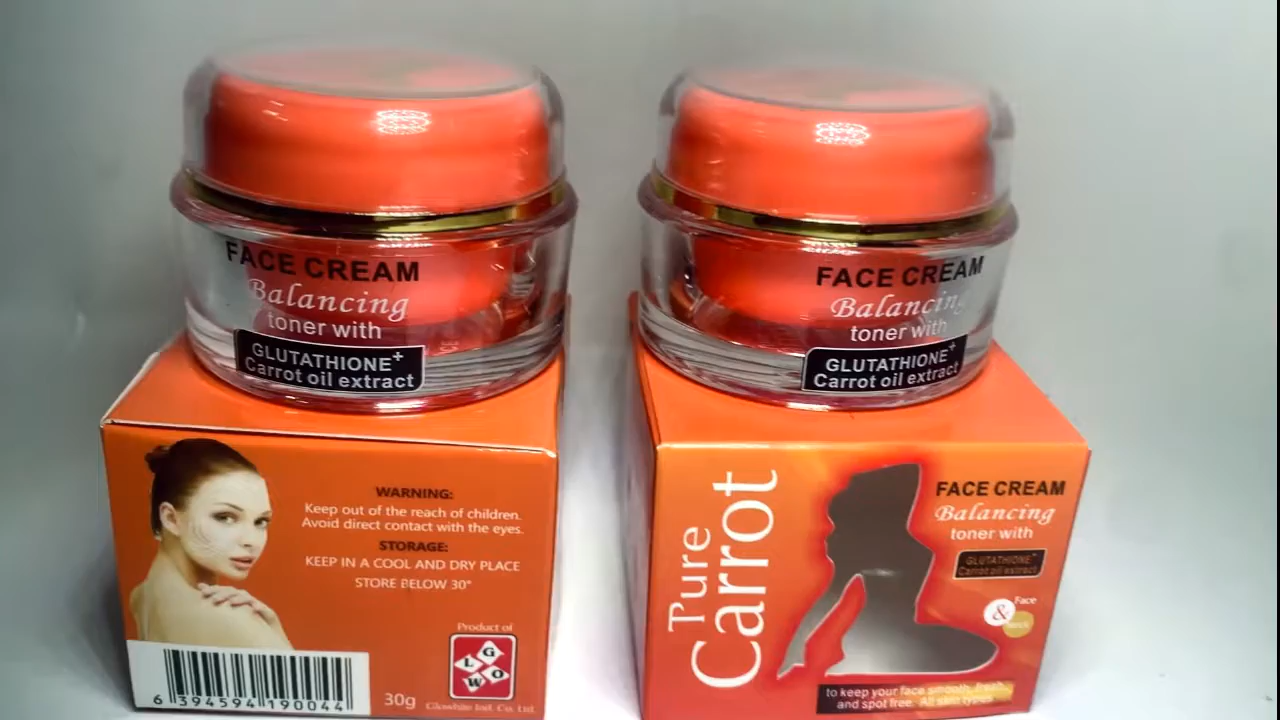 FACE CREAM
Balancing
toner with
GLUTATHIONE+
Carrot oil extract
FACE CREAM
Balancing
toner with
GLUTATHIONE+
Carrot oil extract
WARNING:
Keep out of the reach of children.
Avoid direct contact with the eyes.
STORAGE:
KEEP IN A COOL AND DRY PLACE
STORE BELOW 30°
Product of
G
L O
W
30g
Glowhite Ind. Co. Ltd
6 394594 190044
Pure
Carrot
FACE CREAM
Balancing
toner with
GLUTATHIONE+
Carrot oil extract
Face
&
Neck
to keep your face smooth, fresh
and spot free. All skin types